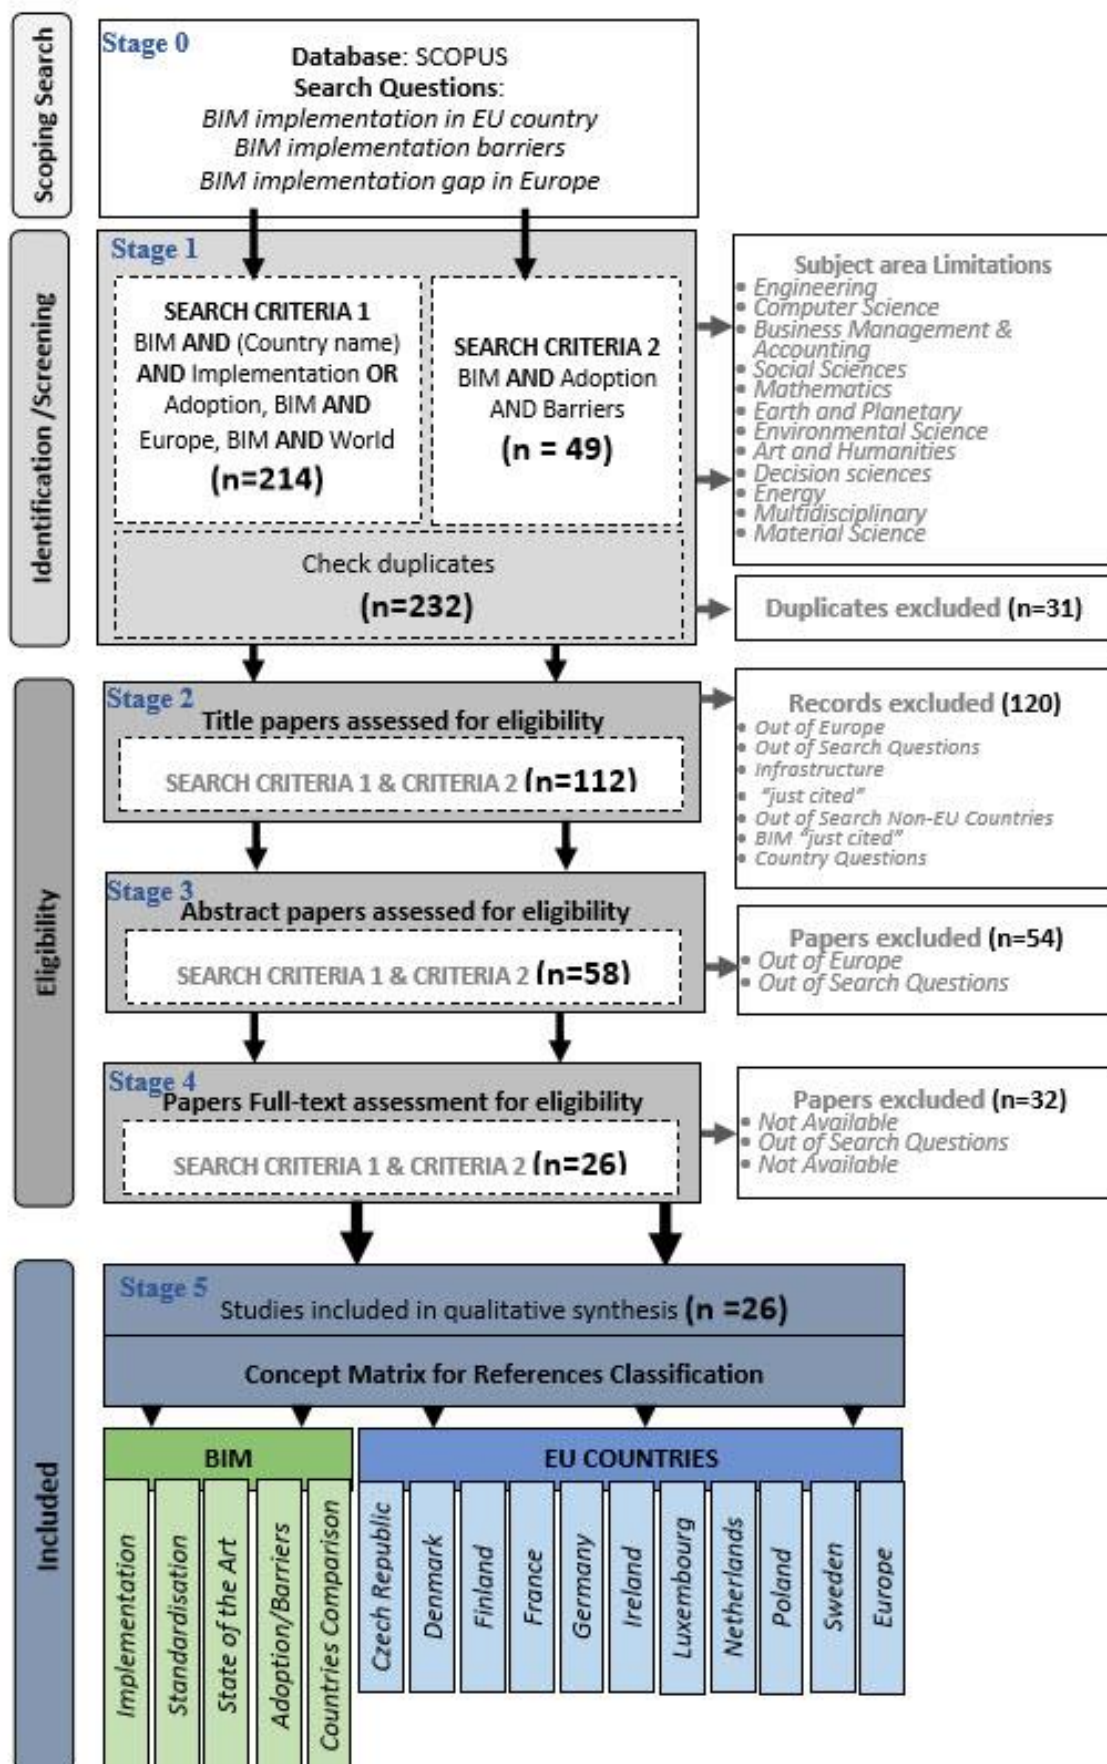 Scoping Search
Stage 0
Database: SCOPUS
Search Questions:
BIM implementation in EU country
BIM implementation barriers
BIM implementation gap in Europe
Identification /Screening
Stage 1
SEARCH CRITERIA 1
BIM AND (Country name)
AND Implementation OR
Adoption, BIM AND
Europe, BIM AND World
(n=214)
SEARCH CRITERIA 2
BIM AND Adoption
AND Barriers
(n = 49)
Check duplicates
(n=232)
Subject area Limitations
• Engineering
• Computer Science
• Business Management &
Accounting
• Social Sciences
• Mathematics
• Earth and Planetary
• Environmental Science
• Art and Humanities
• Decision sciences
• Energy
• Multidisciplinary
• Material Science
Duplicates excluded (n=31)
Eligibility
Stage 2
Title papers assessed for eligibility
SEARCH CRITERIA 1 & CRITERIA 2 (n=112)
Records excluded (120)
• Out of Europe
• Out of Search Questions
• Infrastructure
• "just cited"
• Out of Search Non-EU Countries
• BIM "just cited"
• Country Questions
Stage 3
Abstract papers assessed for eligibility
SEARCH CRITERIA 1 & CRITERIA 2 (n=58)
Papers excluded (n=54)
• Out of Europe
• Out of Search Questions
Stage 4
Papers Full-text assessment for eligibility
SEARCH CRITERIA 1 & CRITERIA 2 (n=26)
Papers excluded (n=32)
• Not Available
• Out of Search Questions
• Not Available
Included
Stage 5
Studies included in qualitative synthesis (n =26)
Concept Matrix for References Classification
BIM
Implementation
Standardisation
State of the Art
Adoption/Barriers
Countries Comparison
EU COUNTRIES
Czech Republic
Denmark
Finland
France
Germany
Ireland
Luxembourg
Netherlands
Poland
Sweden
Europe